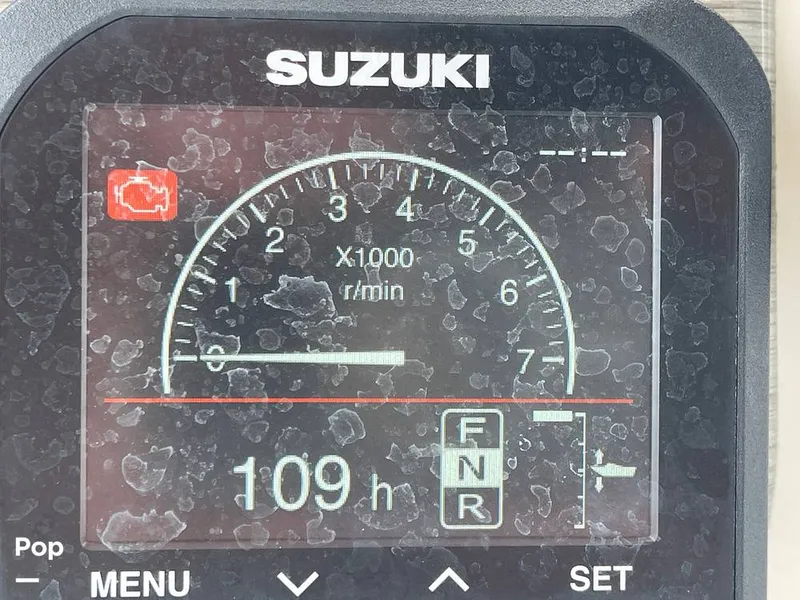 SUZUKI
--:--
3 4
2 5
X1000
1 r/min 6
0 7
F
109 h N
R
Pop
MENU SET